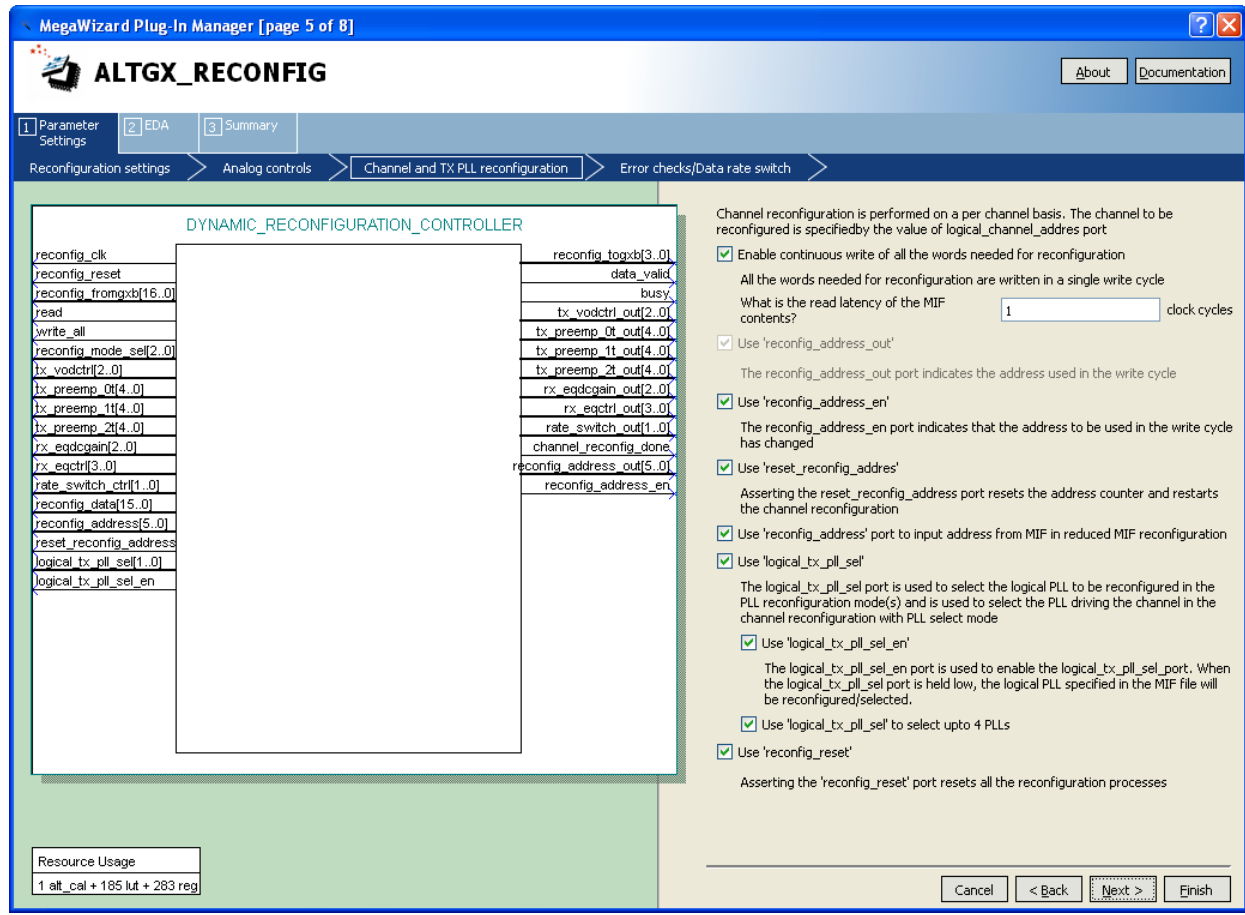 MegaWizard Plug-In Manager [page 5 of 8]
ALTGX_RECONFIG
About
Documentation
1 Parameter Settings
2 EDA
3 Summary
Reconfiguration settings
Analog controls
Channel and TX PLL reconfiguration
Error checks/Data rate switch
DYNAMIC_RECONFIGURATION_CONTROLLER
reconfig_clk
reconfig_reset
reconfig_fromgxb[16..0]
read
write_all
reconfig_mode_sel[2..0]
tx_vodctrl[2..0]
tx_preemp_0t[4..0]
tx_preemp_1t[4..0]
tx_preemp_2t[4..0]
rx_eqdcgain[2..0]
rx_eqctrl[3..0]
rate_switch_ctrl[1..0]
reconfig_data[15..0]
reconfig_address[5..0]
reset_reconfig_address
logical_tx_pll_sel[1..0]
logical_tx_pll_sel_en
reconfig_togxb[3..0]
data_valid
busy
tx_vodctrl_out[2..0]
tx_preemp_0t_out[4..0]
tx_preemp_1t_out[4..0]
tx_preemp_2t_out[4..0]
rx_eqdcgain_out[2..0]
rx_eqctrl_out[3..0]
rate_switch_out[1..0]
channel_reconfig_done
reconfig_address_out[5..0]
reconfig_address_en
Resource Usage
1 alt_cal + 185 lut + 283 reg
Channel reconfiguration is performed on a per channel basis. The channel to be
reconfigured is specifiedby the value of logical_channel_addres port
Enable continuous write of all the words needed for reconfiguration
All the words needed for reconfiguration are written in a single write cycle
What is the read latency of the MIF
contents?
1
clock cycles
Use 'reconfig_address_out'
The reconfig_address_out port indicates the address used in the write cycle
Use 'reconfig_address_en'
The reconfig_address_en port indicates that the address to be used in the write cycle
has changed
Use 'reset_reconfig_addres'
Asserting the reset_reconfig_address port resets the address counter and restarts
the channel reconfiguration
Use 'reconfig_address' port to input address from MIF in reduced MIF reconfiguration
Use 'logical_tx_pll_sel'
The logical_tx_pll_sel port is used to select the logical PLL to be reconfigured in the
PLL reconfiguration mode(s) and is used to select the PLL driving the channel in the
channel reconfiguration with PLL select mode
Use 'logical_tx_pll_sel_en'
The logical_tx_pll_sel_en port is used to enable the logical_tx_pll_sel_port. When
the logical_tx_pll_sel port is held low, the logical PLL specified in the MIF file will
be reconfigured/selected.
Use 'logical_tx_pll_sel' to select upto 4 PLLs
Use 'reconfig_reset'
Asserting the 'reconfig_reset' port resets all the reconfiguration processes
Cancel
< Back
Next >
Finish